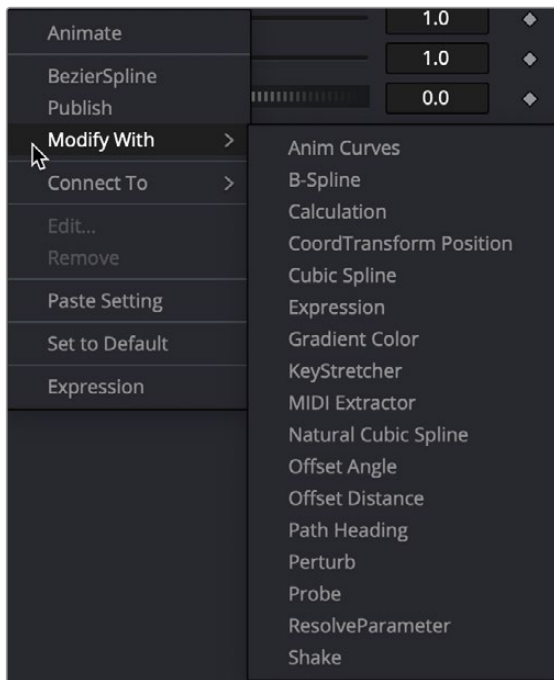 1.0
Animate
1.0
BezierSpline
Publish
0.0
Modify With >
Connect To >
Edit...
Remove
Paste Setting
Set to Default
Expression
Anim Curves
B-Spline
Calculation
CoordTransform Position
Cubic Spline
Expression
Gradient Color
KeyStretcher
MIDI Extractor
Natural Cubic Spline
Offset Angle
Offset Distance
Path Heading
Perturb
Probe
ResolveParameter
Shake